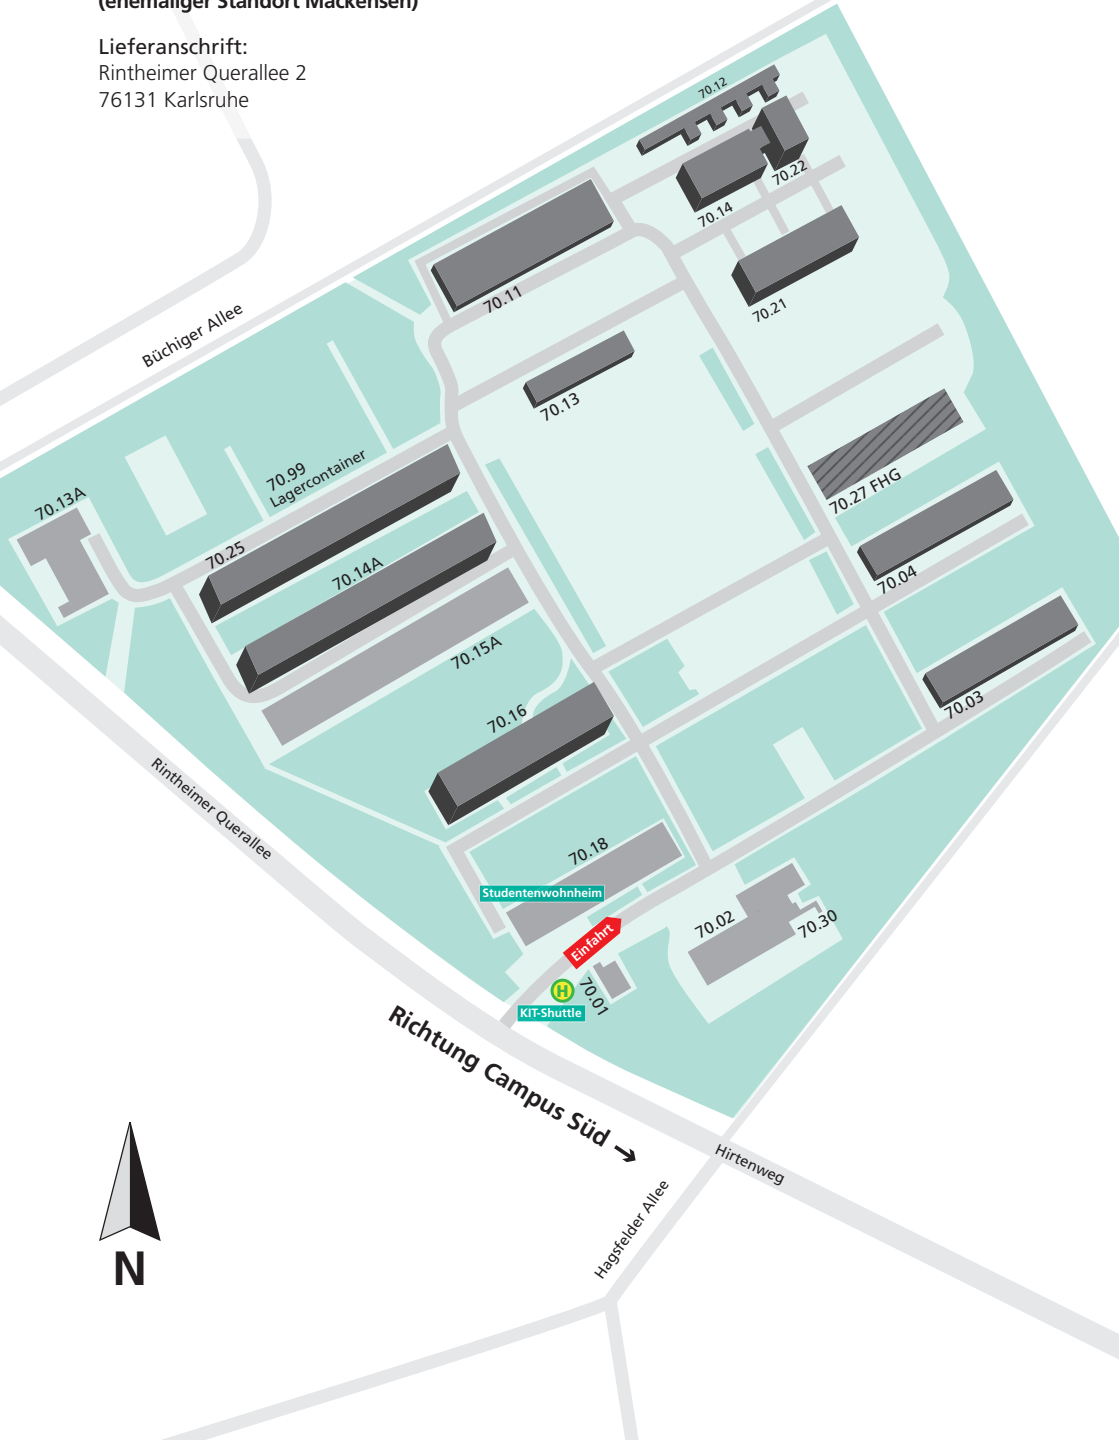 (ehemaliger Standort Mackensen)
Lieferanschrift:
Rintheimer Querallee 2
76131 Karlsruhe
70.12
70.22
70.14
70.21
70.11
Büchiger Allee
70.13
70.99
Lagercontainer
70.27 FHG
70.13A
70.25
70.14A
70.04
70.15A
70.03
70.16
Rintheimer Querallee
70.18
Studentenwohnheim
70.02
70.30
Einfahrt
70.01
H
KIT-Shuttle
Richtung Campus Süd →
Hirtenweg
Hagsfelder Allee
N